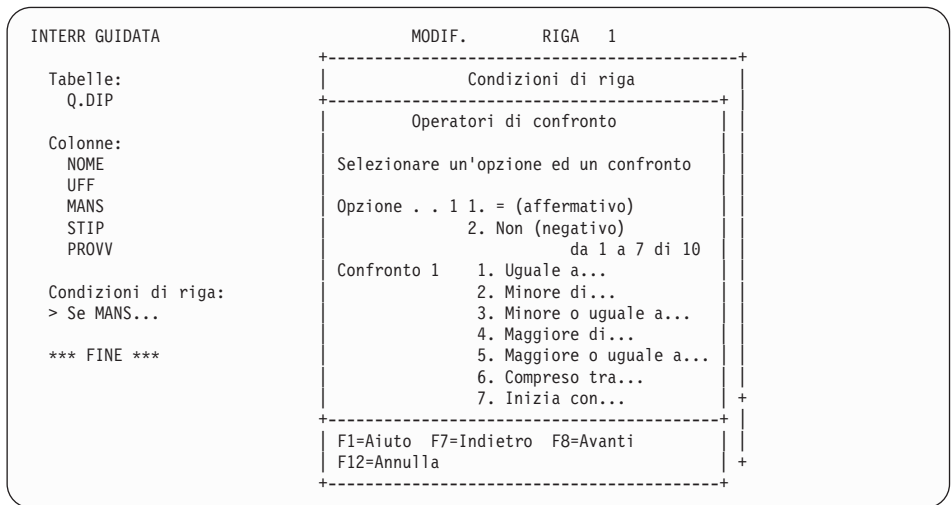 INTERR GUIDATA MODIF. RIGA 1
+---------------------------------------------+
Tabelle: | Condizioni di riga |
Q.DIP +-------------------------------------------+ |
| Operatori di confronto | |
Colonne: | | |
NOME | Selezionare un'opzione ed un confronto | |
UFF | | |
MANS | Opzione . . 1 1. = (affermativo) | |
STIP | 2. Non (negativo) | |
PROVV | da 1 a 7 di 10 | |
| Confronto 1 1. Uguale a... | |
Condizioni di riga: | 2. Minore di... | |
> Se MANS... | 3. Minore o uguale a... | |
| 4. Maggiore di... | |
*** FINE *** | 5. Maggiore o uguale a... | |
| 6. Compreso tra... | |
| 7. Inizia con... | +
+-------------------------------------------+ |
| F1=Aiuto F7=Indietro F8=Avanti | |
| F12=Annulla | +
+-------------------------------------------+